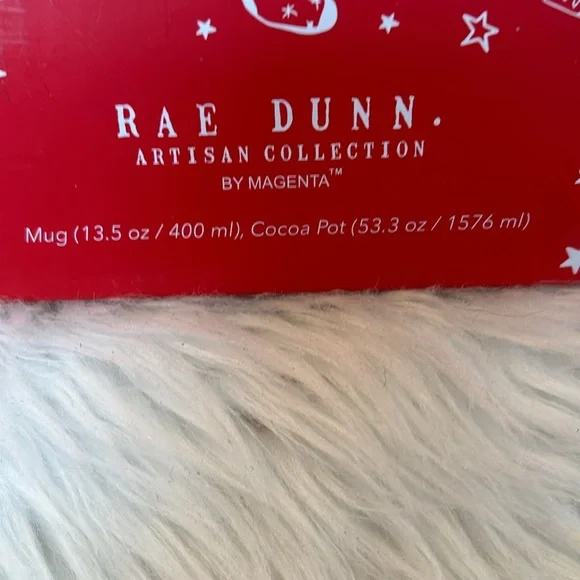 RAE DUNN.
ARTISAN COLLECTION
BY MAGENTA™
Mug (13.5 oz / 400 ml), Cocoa Pot (53.3 oz / 1576 ml)